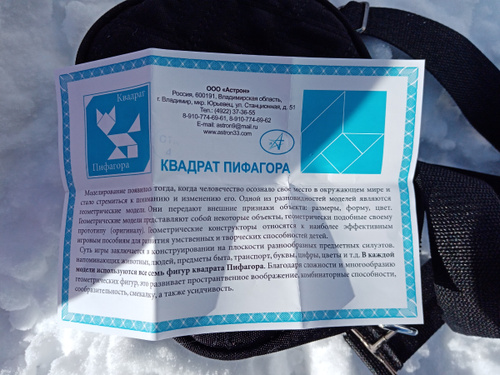 Квадрат
Пифагора
ООО «Астрон»
Россия, 600191, Владимирская область,
г. Владимир, мкр. Юрьевец, ул. Станционная, д. 51
Тел.: (4922) 37-36-55
8-910-774-69-61, 8-910-774-69-62
E-mail: astron9@mail.ru
www.astron33.com
КВАДРАТ ПИФАГОРА
Моделирование появилось тогда, когда человечество осознало свое место в окружающем мире и
стало стремиться к пониманию и изменению его. Одной из разновидностей моделей являются
геометрические модели. Они передают внешние признаки объекта: размеры, форму, цвет.
Геометрические модели представляют собой некоторые объекты, геометрически подобные своему
прототипу (оригиналу). Геометрические конструкторы относятся к наиболее эффективным
игровым пособиям для развития умственных и творческих способностей детей.
Суть игры заключается в конструировании на плоскости разнообразных предметных силуэтов,
напоминающих животных, людей, предметы быта, транспорт, буквы, цифры, цветы и т.д. В каждой
модели используются все семь фигур квадрата Пифагора. Благодаря сложности и многообразию
геометрических фигур, это развивает пространственное воображение, комбинаторные способности,
сообразительность, смекалку, а также усидчивость.